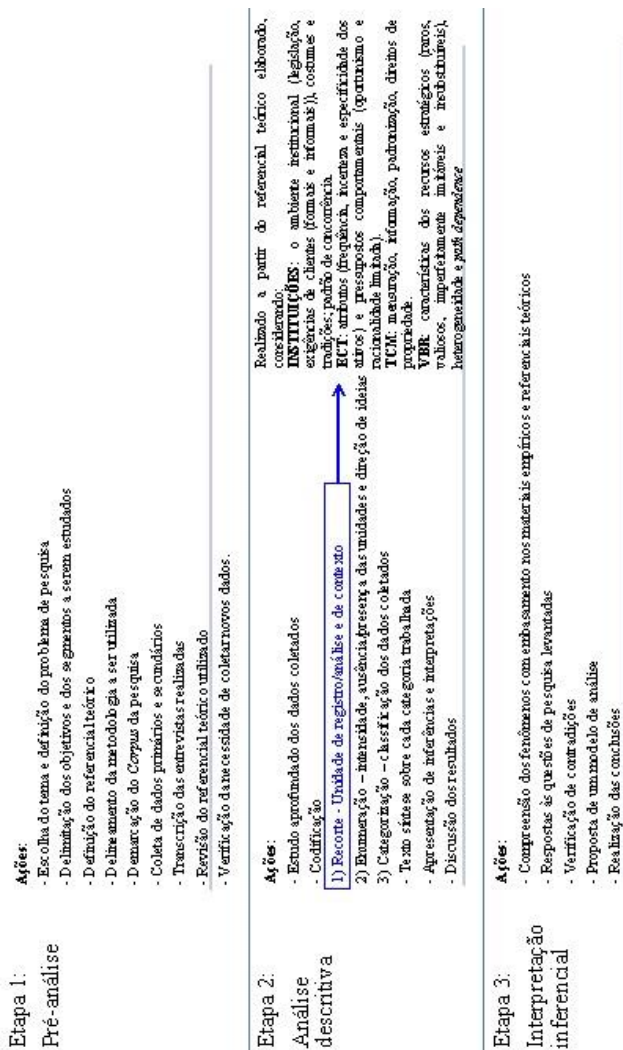 Etapa 1:
Pré-análise
Ações:
- Escolha do tema e definição do problema de pesquisa
- Delimitação dos objetivos e dos segmentos a serem estudados
- Definição do referencial teórico
- Delineamento da metodologia a ser utilizada
- Demarcação do Corpus da pesquisa
- Coleta de dados primários e secundários
- Transcrição das entrevistas realizadas
- Revisão do referencial teórico utilizado
- Verificação da necessidade de coletar novos dados.
Etapa 2:
Análise
descritiva
Ações:
- Estudo aprofundado dos dados coletados
- Codificação
1) Recorte - Unidade de registro/análise e de contexto
2) Enumeração – intensidade, ausência/presença das unidades e direção de ideias
3) Categorização – classificação dos dados coletados
- Texto síntese sobre cada categoria trabalhada
- Apresentação de inferências e interpretações
- Discussão dos resultados
Realizado a partir do referencial teórico elaborado,
considerando:
INSTITUIÇÕES: o ambiente institucional (legislação,
exigências de clientes (formais e informais)), costumes e
tradições; padrão de concorrência.
ECT: atributos (frequência, incerteza e especificidade dos
ativos) e pressupostos comportamentais (oportunismo e
racionalidade limitada).
TCM: mensuração, informação, padronização, direitos de
propriedade.
VBR: características dos recursos estratégicos (raros,
valiosos, imperfeitamente imitáveis e insubstituíveis),
heterogeneidade e path dependence
Etapa 3:
Interpretação
inferencial
Ações:
- Compreensão dos fenômenos com embasamento nos materiais empíricos e referenciais teóricos
- Respostas às questões de pesquisa levantadas
- Verificação de contradições
- Proposta de um modelo de análise
- Realização das conclusões